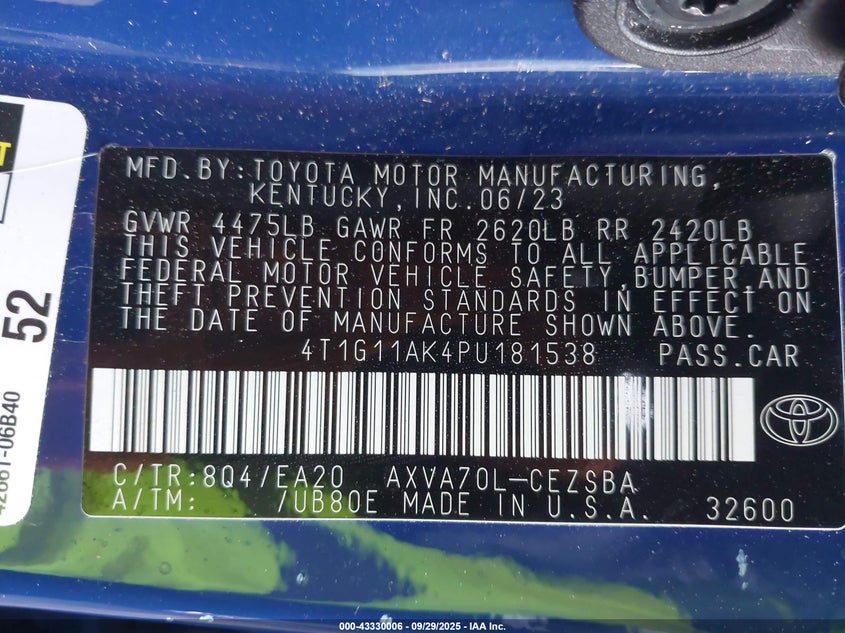 MFD.BY:TOYOTA MOTOR MANUFACTURING,
KENTUCKY,INC.06/23
GVWR 4475LB GAWR FR 2620LB RR 2420LB
THIS VEHICLE CONFORMS TO ALL APPLICABLE
FEDERAL MOTOR VEHICLE SAFETY,BUMPER,AND
THEFT PREVENTION STANDARDS IN EFFECT ON
THE DATE OF MANUFACTURE SHOWN ABOVE.
4T1G11AK4PU181538 PASS.CAR
C/TR:8Q4/EA20 AXVA70L-CEZSBA
A/TM: /UB80E MADE IN U.S.A. 32600
52
42661-06B40
000-43330006 - 09/29/2025 - IAA Inc.